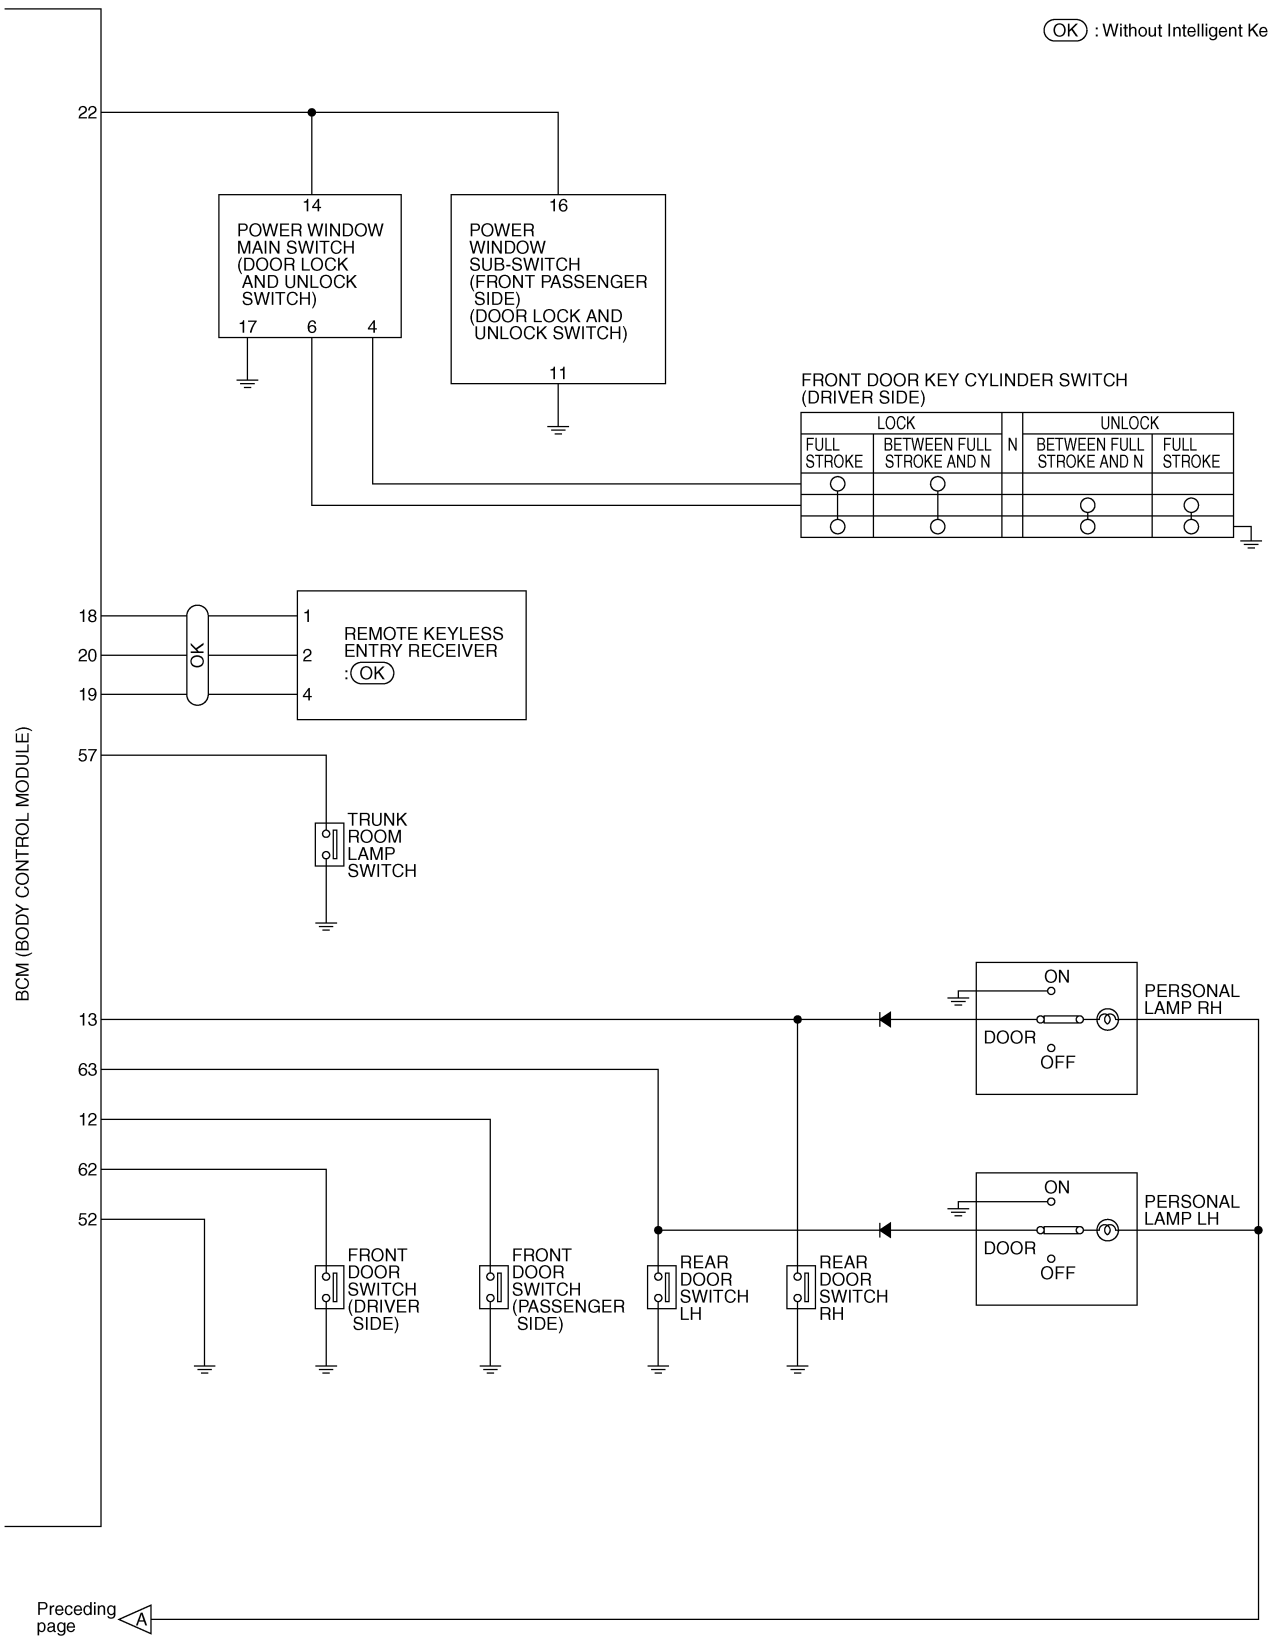 OK : Without Intelligent Ke
22
14
POWER WINDOW
MAIN SWITCH
(DOOR LOCK
AND UNLOCK
SWITCH)
17 6 4
16
POWER
WINDOW
SUB-SWITCH
(FRONT PASSENGER
SIDE)
(DOOR LOCK AND
UNLOCK SWITCH)
11
FRONT DOOR KEY CYLINDER SWITCH
(DRIVER SIDE)
LOCK N UNLOCK
FULL
STROKE
BETWEEN FULL
STROKE AND N
BETWEEN FULL
STROKE AND N
FULL
STROKE
18
20
19
OK
1
2
4
REMOTE KEYLESS
ENTRY RECEIVER
: OK
57
TRUNK
ROOM
LAMP
SWITCH
BCM (BODY CONTROL MODULE)
13
63
12
62
52
ON
DOOR
OFF
PERSONAL
LAMP RH
ON
DOOR
OFF
PERSONAL
LAMP LH
FRONT
DOOR
SWITCH
(DRIVER
SIDE)
FRONT
DOOR
SWITCH
(PASSENGER
SIDE)
REAR
DOOR
SWITCH
LH
REAR
DOOR
SWITCH
RH
Preceding
page
A